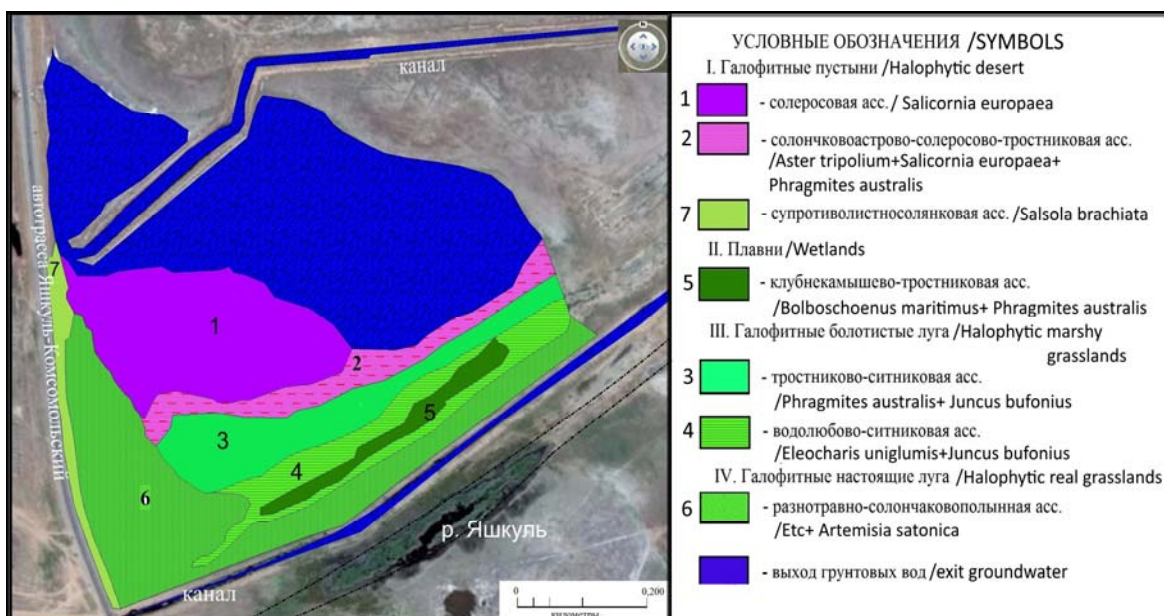 канал
автотрасса Яшкуль-Комсомольский
7
1
2
3
5
4
6
р. Яшкуль
канал
0 0,200
километры
УСЛОВНЫЕ ОБОЗНАЧЕНИЯ /SYMBOLS
I. Галофитные пустыни /Halophytic desert
1 - солеросовая асс. / Salicornia europaea
2 - солончковоастрово-солеросово-тростниковая асс.
/Aster tripolium+Salicornia europaea+
Phragmites australis
7 - супротиволистносолянковая асс. /Salsola brachiata
II. Плавни /Wetlands
5 - клубнекамышево-тростниковая асс.
/Bolboschoenus maritimus+ Phragmites australis
III. Галофитные болотистые луга /Halophytic marshy
grasslands
3 - тростниково-ситниковая асс.
/Phragmites australis+ Juncus bufonius
4 - водолюбово-ситниковая асс.
/Eleocharis uniglumis+Juncus bufonius
IV. Галофитные настоящие луга /Halophytic real grasslands
6 - разнотравно-солончаковополынная асс.
/Etc+ Artemisia satonica
- выход грунтовых вод /exit groundwater